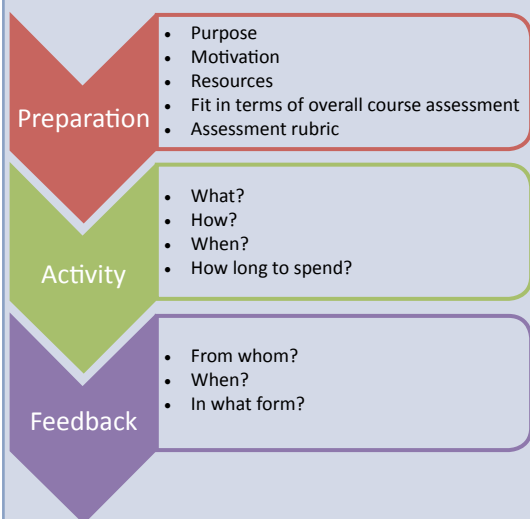 Preparation
• Purpose
• Motivation
• Resources
• Fit in terms of overall course assessment
• Assessment rubric
Activity
• What?
• How?
• When?
• How long to spend?
Feedback
• From whom?
• When?
• In what form?